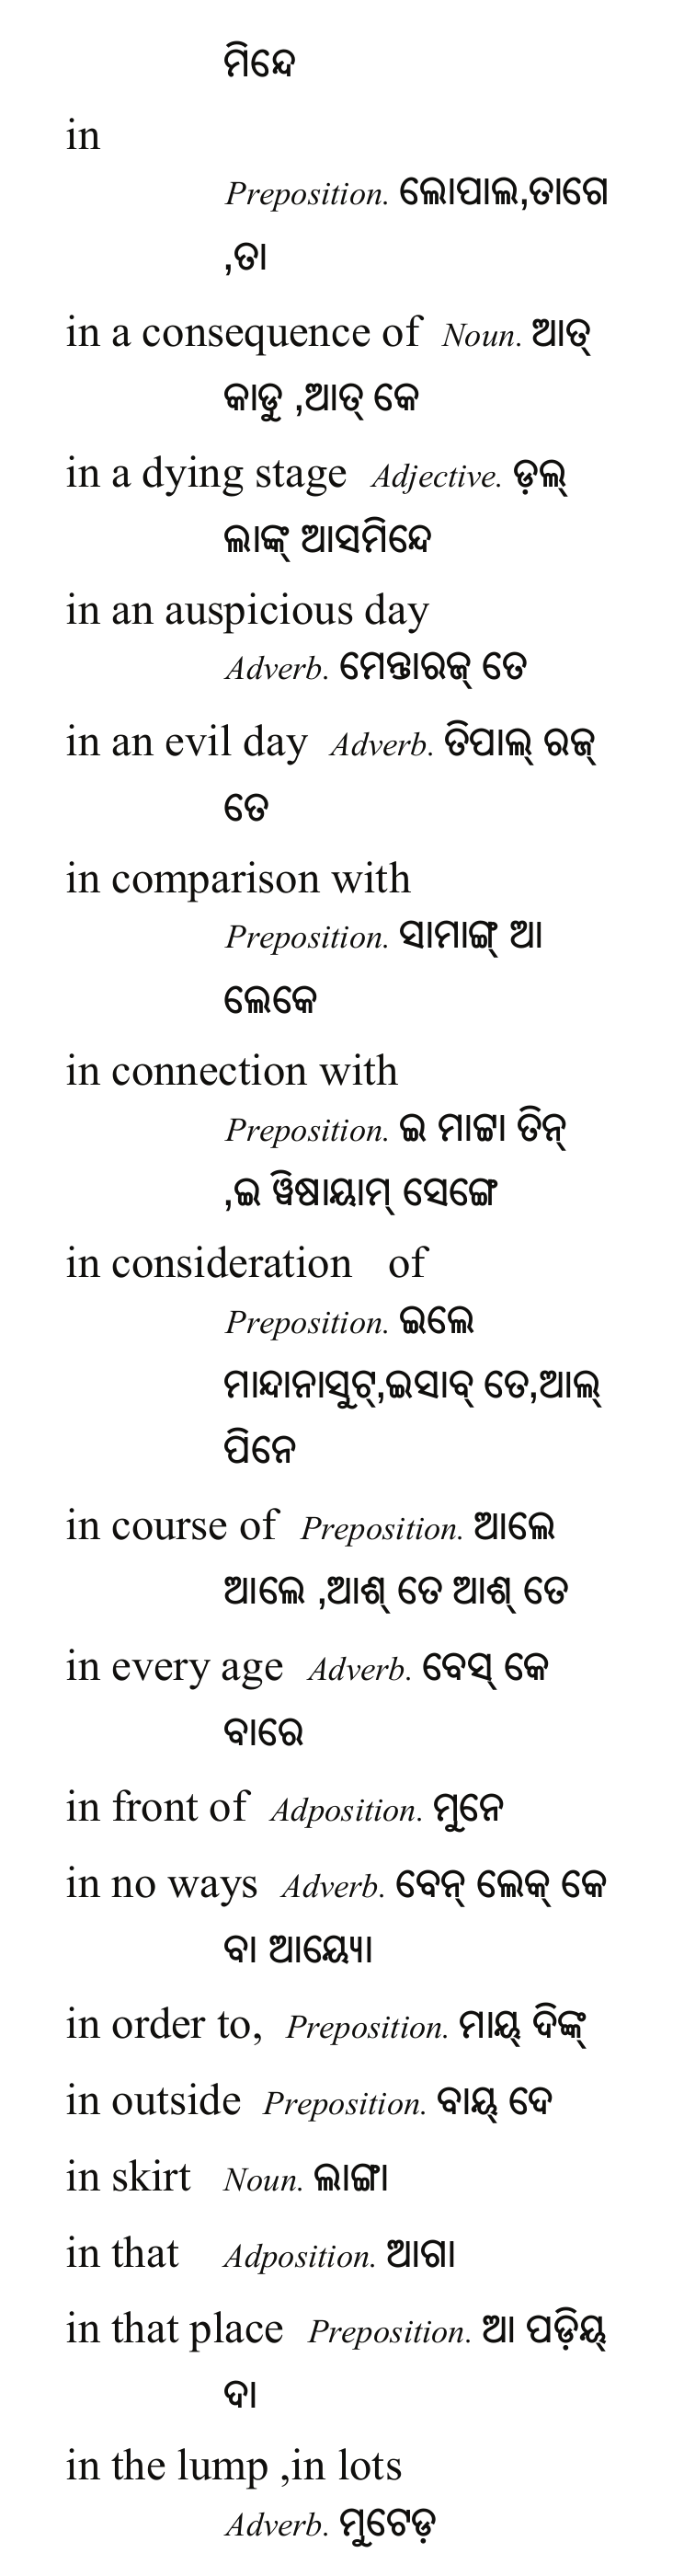 ମିନ୍ଦେ
in
Preposition. ଲୋପାଲ,ତାଗେ
,ତା
in a consequence of Noun. ଆତ୍
କାଡୁ ,ଆତ୍ କେ
in a dying stage Adjective. ଡ଼ଲ୍
ଲାଙ୍କ୍ ଆସମିନ୍ଦେ
in an auspicious day
Adverb. ମେନ୍ତାରଜ୍ ତେ
in an evil day Adverb. ତିପାଲ୍ ରଜ୍
ତେ
in comparison with
Preposition. ସାମାଙ୍ଗ୍ ଆ
ଲେକେ
in connection with
Preposition. ଇ ମାଟ୍ଟା ତିନ୍
,ଇ ୱିଷାୟାମ୍ ସେଙ୍ଗେ
in consideration of
Preposition. ଇଲେ
ମାନ୍ଦାନାସୁଟ୍,ଇସାବ୍ ତେ,ଆଲ୍
ପିନେ
in course of Preposition. ଆଲେ
ଆଲେ ,ଆଶ୍ ତେ ଆଶ୍ ତେ
in every age Adverb. ବେସ୍ କେ
ବାରେ
in front of Adposition. ମୁନେ
in no ways Adverb. ବେନ୍ ଲେକ୍ କେ
ବା ଆୟ୍ୟୋ
in order to, Preposition. ମାୟ୍ ଦିଙ୍କ୍
in outside Preposition. ବାୟ୍ ଦେ
in skirt Noun. ଲାଙ୍ଗା
in that Adposition. ଆଗା
in that place Preposition. ଆ ପଡ଼ିୟ୍
ଦା
in the lump ,in lots
Adverb. ମୁଟେଡ଼